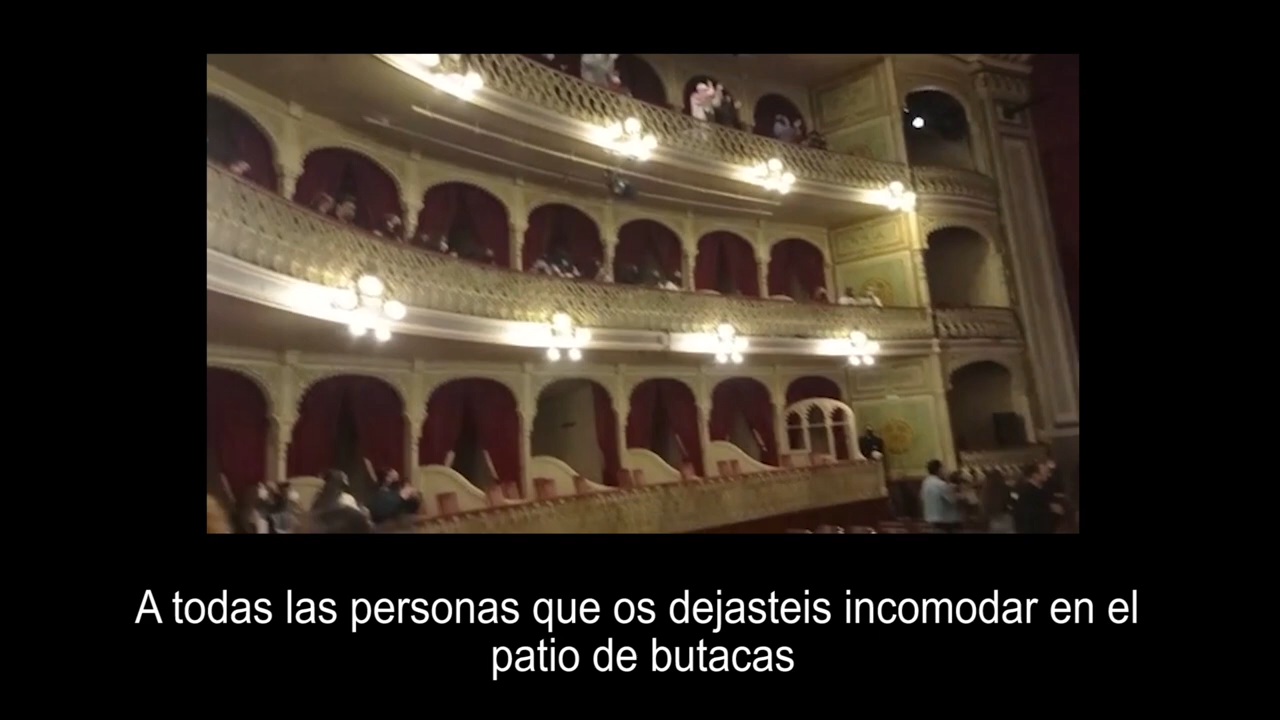 A todas las personas que os dejasteis incomodar en el
patio de butacas